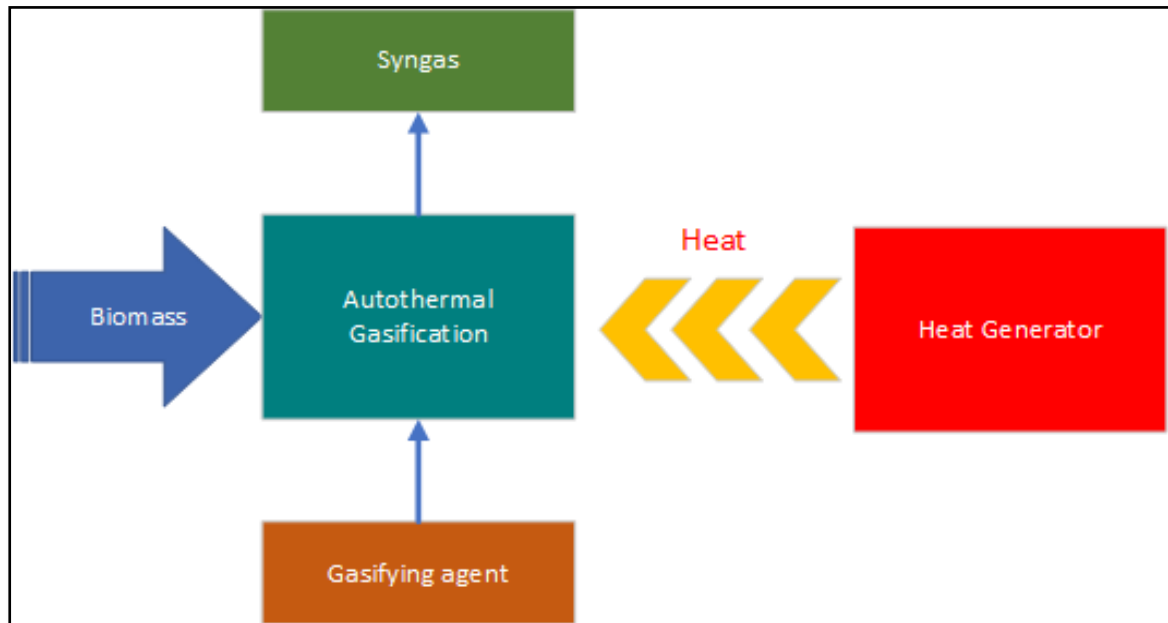 Syngas
Heat
Biomass
Autothermal
Gasification
Heat Generator
Gasifying agent